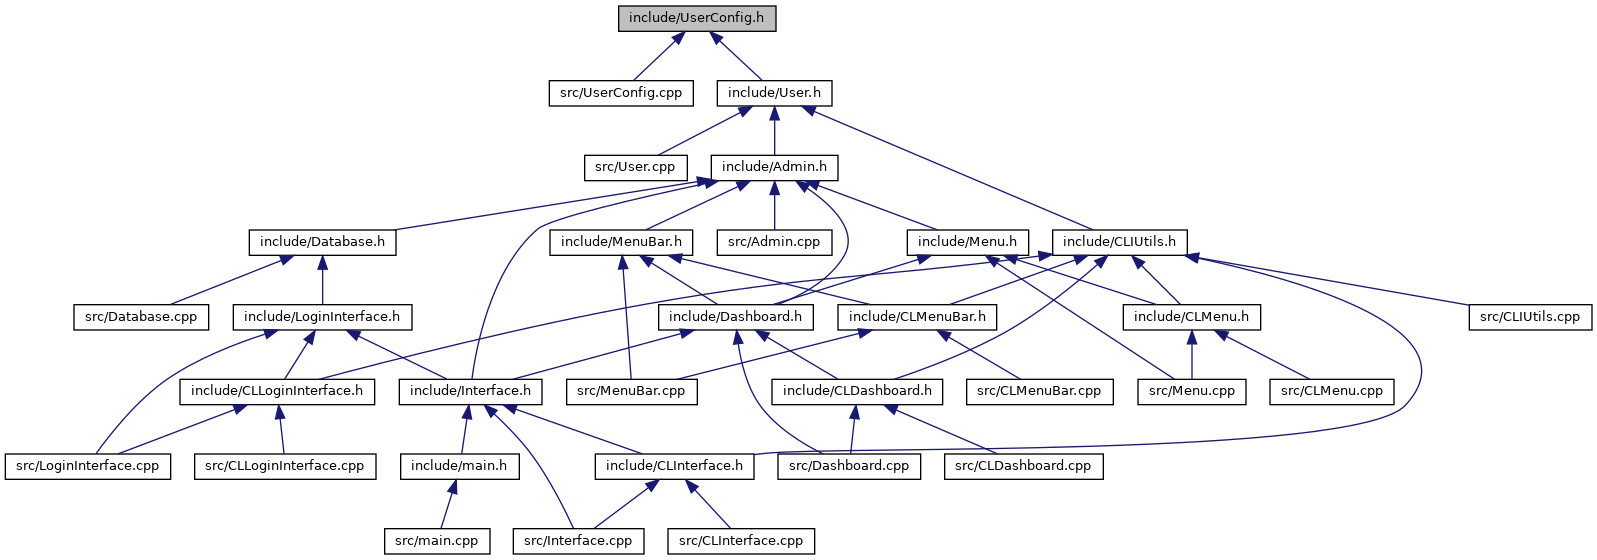 include/UserConfig.h
src/UserConfig.cpp
include/User.h
src/User.cpp
include/Admin.h
include/Database.h
include/MenuBar.h
src/Admin.cpp
include/Menu.h
include/CLIUtils.h
src/Database.cpp
include/LoginInterface.h
include/Dashboard.h
include/CLMenuBar.h
include/CLMenu.h
src/CLIUtils.cpp
include/CLLoginInterface.h
include/Interface.h
src/MenuBar.cpp
include/CLDashboard.h
src/CLMenuBar.cpp
src/Menu.cpp
src/CLMenu.cpp
src/LoginInterface.cpp
src/CLLoginInterface.cpp
include/main.h
include/CLInterface.h
src/Dashboard.cpp
src/CLDashboard.cpp
src/main.cpp
src/Interface.cpp
src/CLInterface.cpp